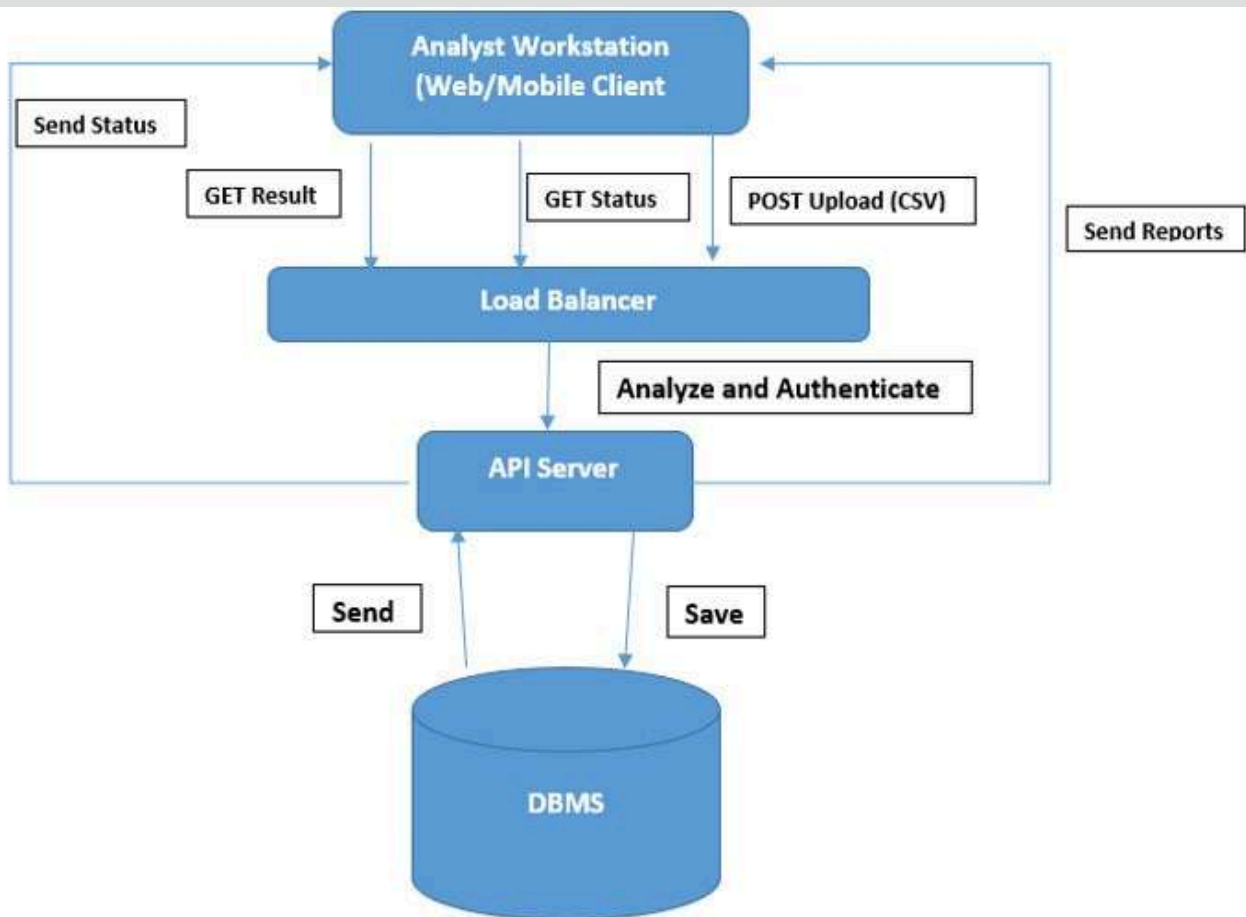 Analyst Workstation
(Web/Mobile Client
Send Status
GET Result
GET Status
POST Upload (CSV)
Send Reports
Load Balancer
Analyze and Authenticate
API Server
Send
Save
DBMS